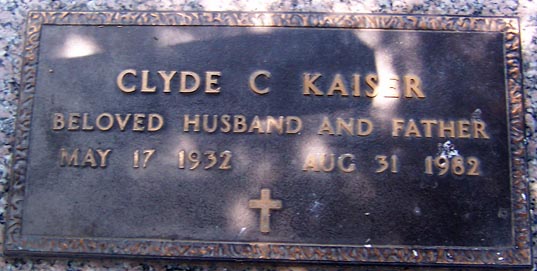 CLYDE C KAISER
BELOVED HUSBAND AND FATHER
MAY 17 1932 AUG 31 1982